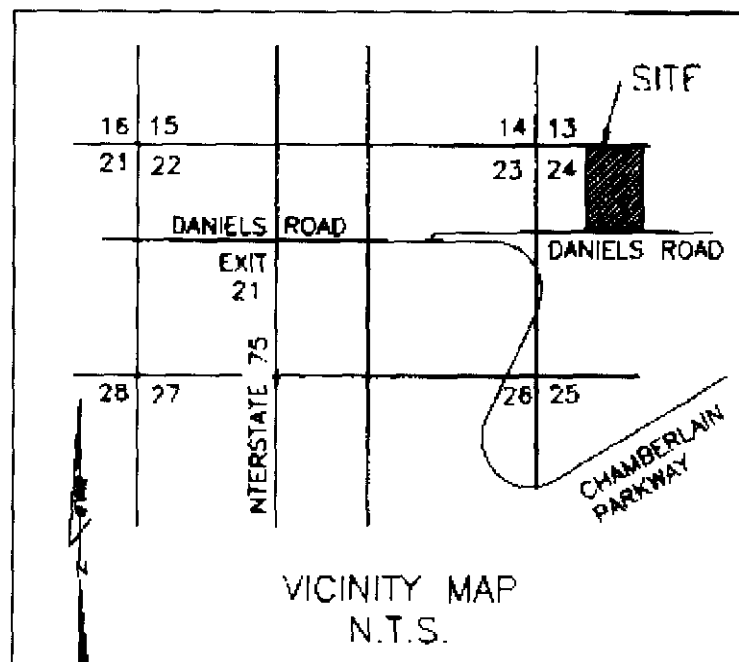 SITE
16 15
14 13
21 22
23 24
DANIELS ROAD
DANIELS ROAD
EXIT
21
NTERSTATE 75
28 27
26 25
CHAMBERLAIN
PARKWAY
N
VICINITY MAP
N.T.S.